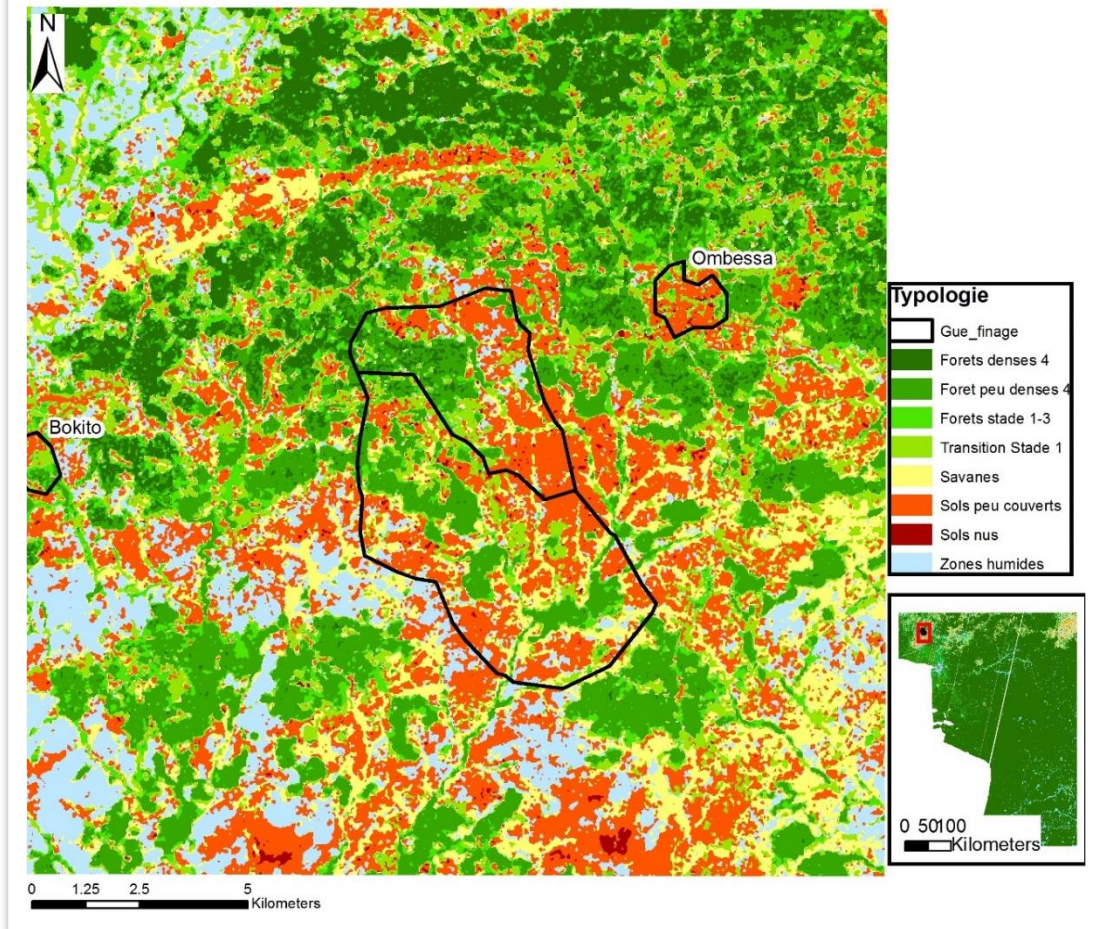 N
Ombessa
Bokito
Typologie
Gue_finage
Forets denses 4
Foret peu denses 4
Forets stade 1-3
Transition Stade 1
Savanes
Sols peu couverts
Sols nus
Zones humides
0 50100
Kilometers
0 1.25 2.5 5
Kilometers